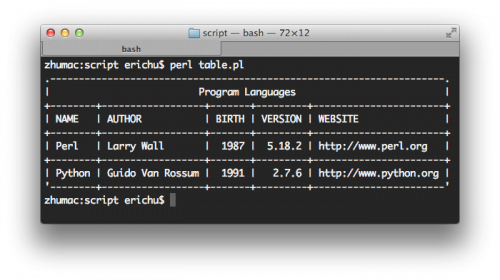 script — bash — 72×12
bash
zhumac:script erichu$ perl table.pl
.--------------------------------------------------------------------.
|                         Program Languages                          |
+--------+------------------+-------+---------+----------------------+
| NAME   | AUTHOR           | BIRTH | VERSION | WEBSITE              |
+--------+------------------+-------+---------+----------------------+
| Perl   | Larry Wall       |  1987 |  5.18.2 | http://www.perl.org  |
+--------+------------------+-------+---------+----------------------+
| Python | Guido Van Rossum |  1991 |   2.7.6 | http://www.python.org |
'--------+------------------+-------+---------+----------------------'
zhumac:script erichu$